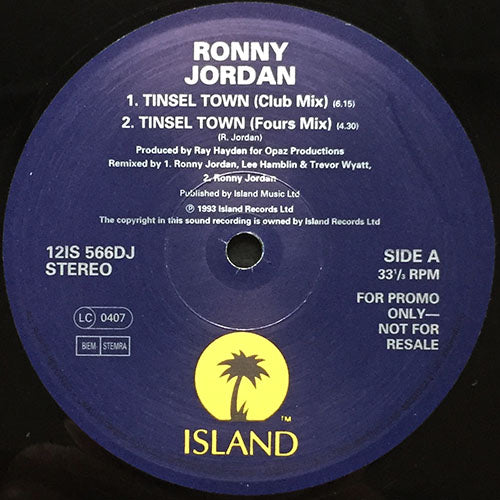 RONNY
JORDAN
1. TINSEL TOWN (Club Mix) (6.15)
2. TINSEL TOWN (Fours Mix) (4.30)
(R. Jordan)
Produced by Ray Hayden for Opaz Productions
Remixed by 1. Ronny Jordan, Lee Hamblin & Trevor Wyatt,
2. Ronny Jordan
Published by Island Music Ltd
℗ 1993 Island Records Ltd
The copyright in this sound recording is owned by Island Records Ltd
12IS 566DJ
STEREO
SIDE A
33⅓ RPM
LC 0407
BIEM STEMRA
FOR PROMO
ONLY—
NOT FOR
RESALE
TM
ISLAND